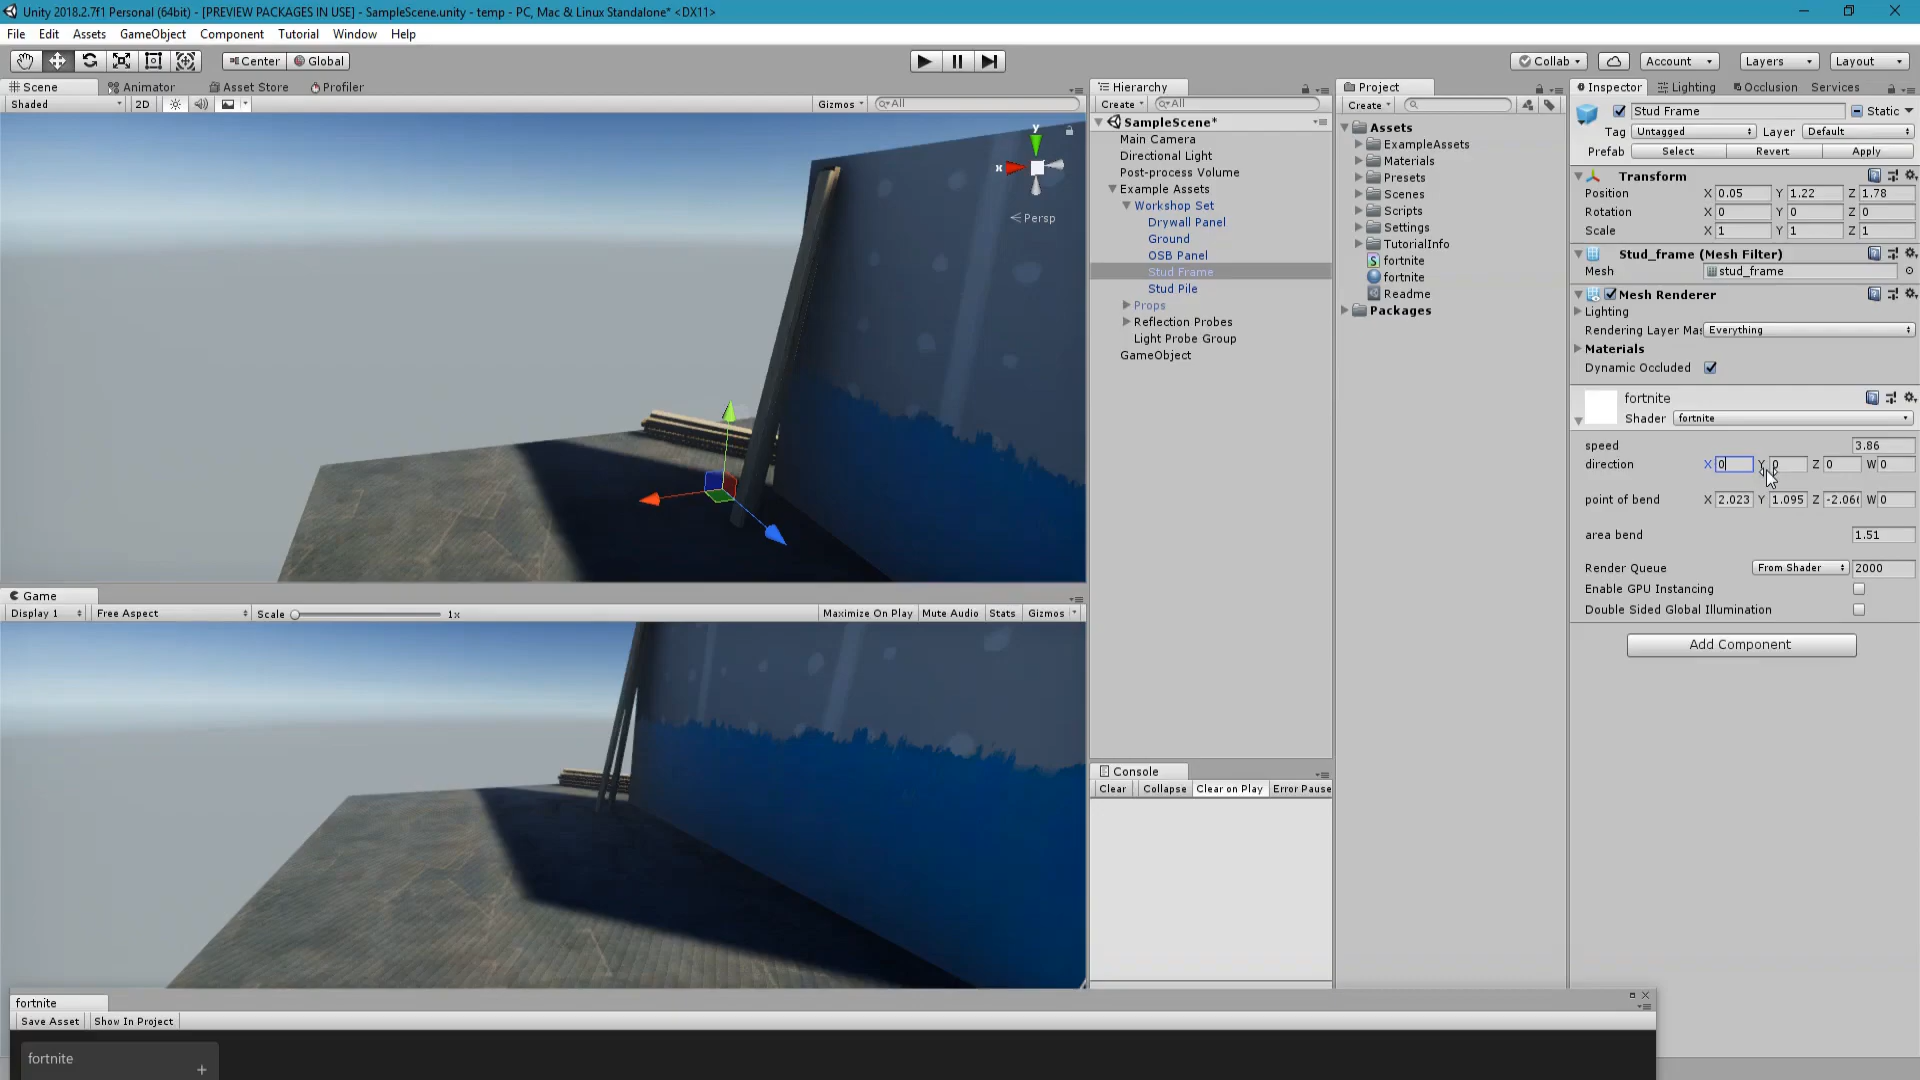 Unity 2018.2.7f1 Personal (64bit) - [PREVIEW PACKAGES IN USE] - SampleScene.unity - temp - PC, Mac & Linux Standalone* <DX11>
File Edit Assets GameObject Component Tutorial Window Help
Center Global Collab Account Layers Layout
Scene Animator Asset Store Profiler
Shaded 2D Gizmos All
y
x
Persp
Game
Display 1 Free Aspect Scale 1x Maximize On Play Mute Audio Stats Gizmos
Hierarchy
Create All
SampleScene*
Main Camera
Directional Light
Post-process Volume
Example Assets
Workshop Set
Drywall Panel
Ground
OSB Panel
Stud Frame
Stud Pile
Props
Reflection Probes
Light Probe Group
GameObject
Console
Clear Collapse Clear on Play Error Pause
Project
Create
Assets
ExampleAssets
Materials
Presets
Scenes
Scripts
Settings
TutorialInfo
fortnite
fortnite
Readme
Packages
Inspector Lighting Occlusion Services
Stud Frame Static
Tag Untagged Layer Default
Prefab Select Revert Apply
Transform
Position X 0.05 Y 1.22 Z 1.78
Rotation X 0 Y 0 Z 0
Scale X 1 Y 1 Z 1
Stud_frame (Mesh Filter)
Mesh stud_frame
Mesh Renderer
Lighting
Rendering Layer Mas Everything
Materials
Dynamic Occluded
fortnite
Shader fortnite
speed 3.86
direction X 0 Y 0 Z 0 W 0
point of bend X 2.023 Y 1.095 Z -2.06 W 0
area bend 1.51
Render Queue From Shader 2000
Enable GPU Instancing
Double Sided Global Illumination
Add Component
fortnite
Save Asset Show In Project
fortnite
+